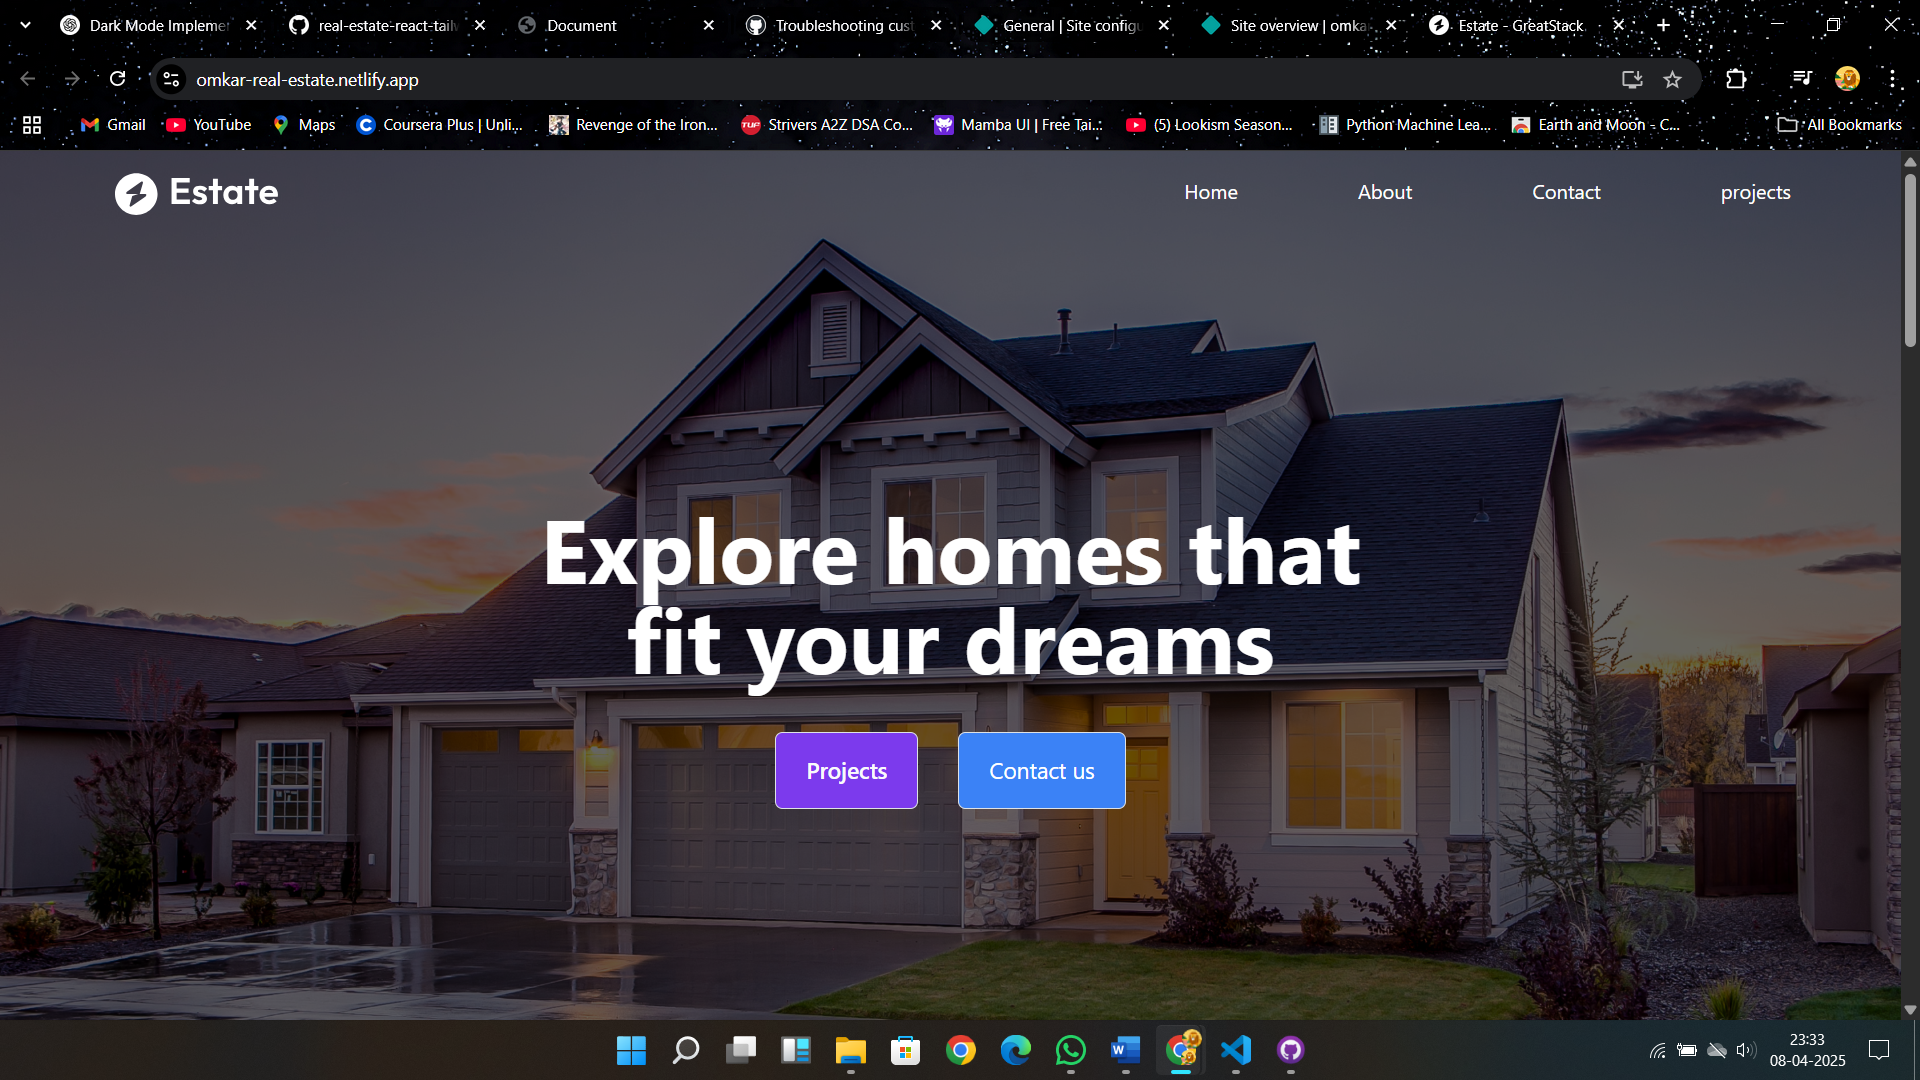 Dark Mode Impleme
real-estate-react-tail
Document
Troubleshooting cust
General | Site config
Site overview | omka
Estate - GreatStack
omkar-real-estate.netlify.app
Gmail
YouTube
Maps
Coursera Plus | Unli...
Revenge of the Iron...
TUF
Strivers A2Z DSA Co...
Mamba UI | Free Tai...
(5) Lookism Season...
Python Machine Lea...
Earth and Moon - C...
All Bookmarks
Estate
Home
About
Contact
projects
Explore homes that
fit your dreams
Projects
Contact us
23:33
08-04-2025